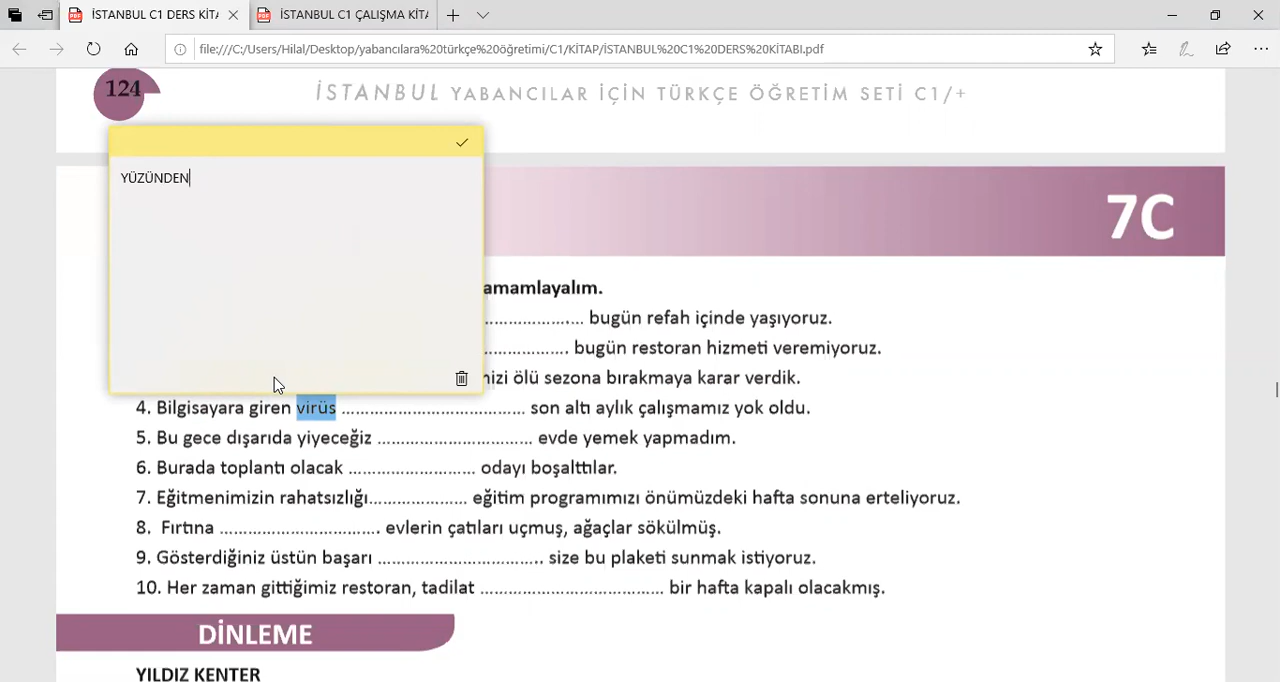 İSTANBUL C1 DERS KİTA
İSTANBUL C1 ÇALIŞMA KİTA
file:///C:/Users/Hilal/Desktop/yabancılara%20türkçe%20öğretimi/C1/KİTAP/İSTANBUL%20C1%20DERS%20KİTABI.pdf
124
İSTANBUL YABANCILAR İÇİN TÜRKÇE ÖĞRETİM SETİ C1/+
YÜZÜNDEN
7C
amamlayalım.
..................... bugün refah içinde yaşıyoruz.
.................. bugün restoran hizmeti veremiyoruz.
izi ölü sezona bırakmaya karar verdik.
4. Bilgisayara giren virüs ...................................... son altı aylık çalışmamız yok oldu.
5. Bu gece dışarıda yiyeceğiz ................................ evde yemek yapmadım.
6. Burada toplantı olacak .......................... odayı boşalttılar.
7. Eğitmenimizin rahatsızlığı.................... eğitim programımızı önümüzdeki hafta sonuna erteliyoruz.
8. Fırtına ................................. evlerin çatıları uçmuş, ağaçlar sökülmüş.
9. Gösterdiğiniz üstün başarı .................................. size bu plaketi sunmak istiyoruz.
10. Her zaman gittiğimiz restoran, tadilat ...................................... bir hafta kapalı olacakmış.
DİNLEME
YILDIZ KENTER